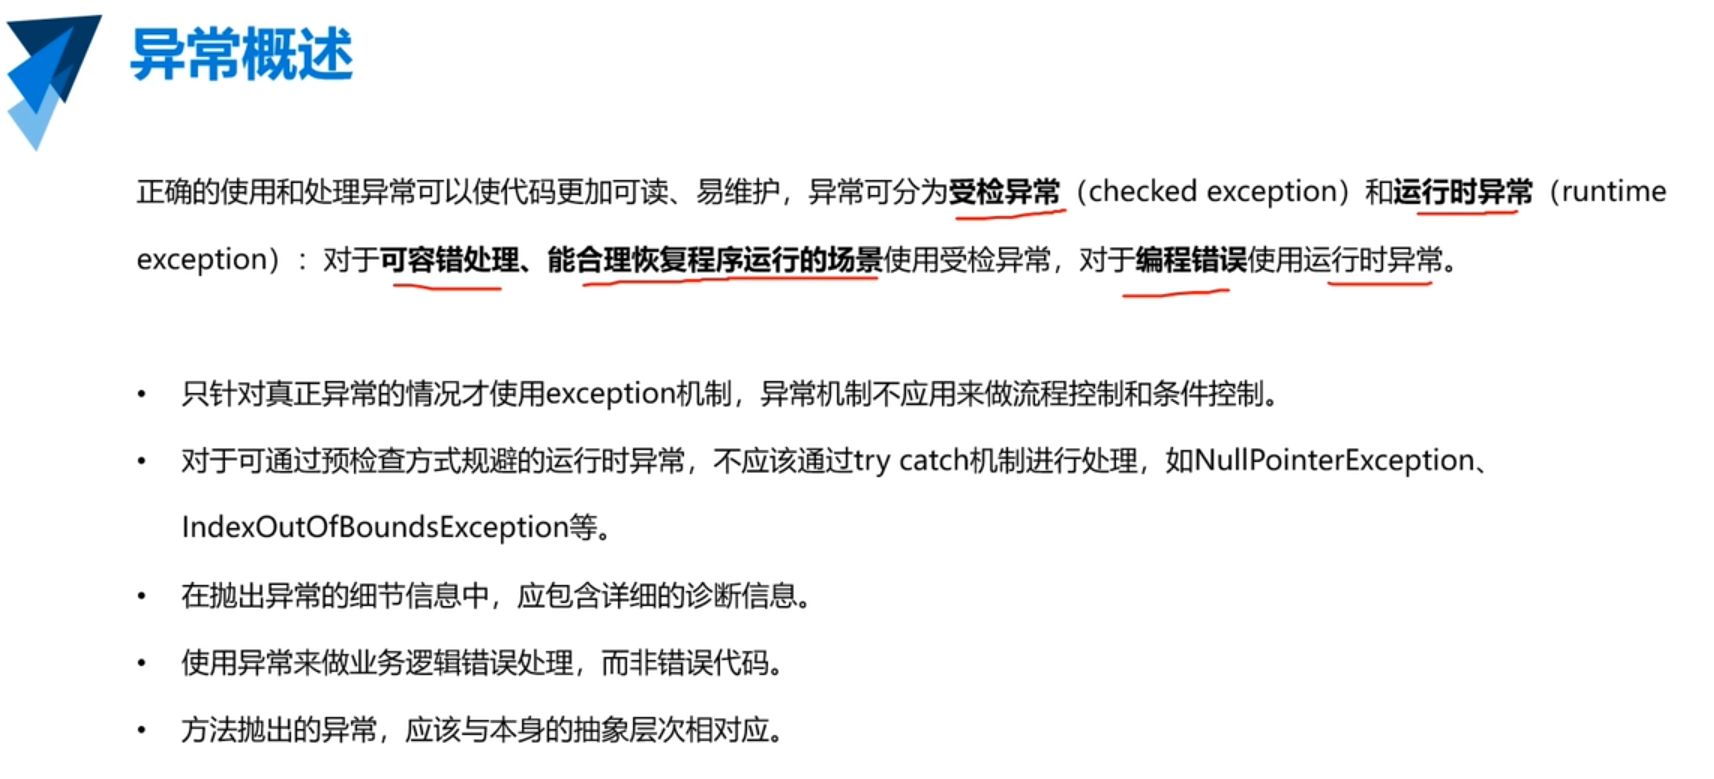 异常概述
正确的使用和处理异常可以使代码更加可读、易维护，异常可分为受检异常（checked exception）和运行时异常（runtime
exception）：对于可容错处理、能合理恢复程序运行的场景使用受检异常，对于编程错误使用运行时异常。
• 只针对真正异常的情况才使用exception机制，异常机制不应用来做流程控制和条件控制。
• 对于可通过预检查方式规避的运行时异常，不应该通过try catch机制进行处理，如NullPointerException、
IndexOutOfBoundsException等。
• 在抛出异常的细节信息中，应包含详细的诊断信息。
• 使用异常来做业务逻辑错误处理，而非错误代码。
• 方法抛出的异常，应该与本身的抽象层次相对应。